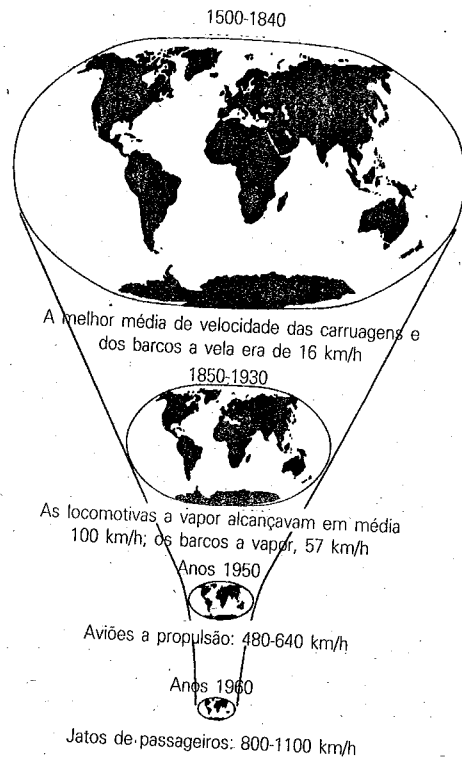 1500-1840
A melhor média de velocidade das carruagens e
dos barcos a vela era de 16 km/h
1850-1930
As locomotivas a vapor alcançavam em média
100 km/h; os barcos a vapor, 57 km/h
Anos 1950
Aviões a propulsão: 480-640 km/h
Anos 1960
Jatos de passageiros: 800-1100 km/h